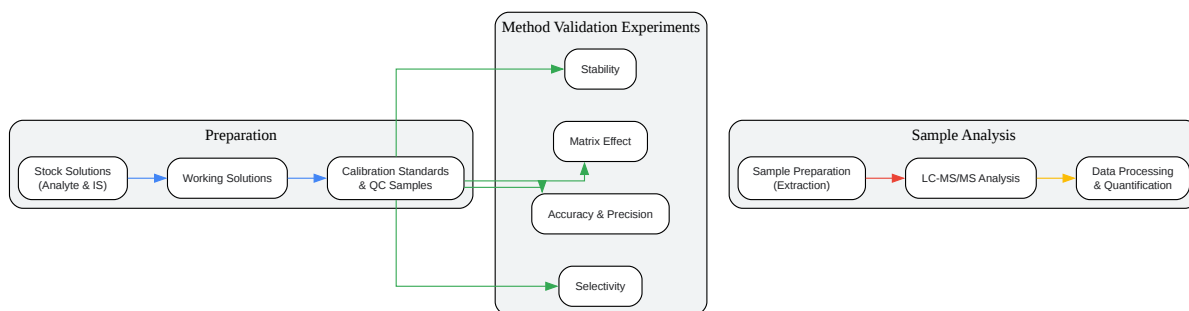 Preparation
Stock Solutions
(Analyte & IS)
Working Solutions
Calibration Standards
& QC Samples
Method Validation Experiments
Stability
Matrix Effect
Accuracy & Precision
Selectivity
Sample Analysis
Sample Preparation
(Extraction)
LC-MS/MS Analysis
Data Processing
& Quantification